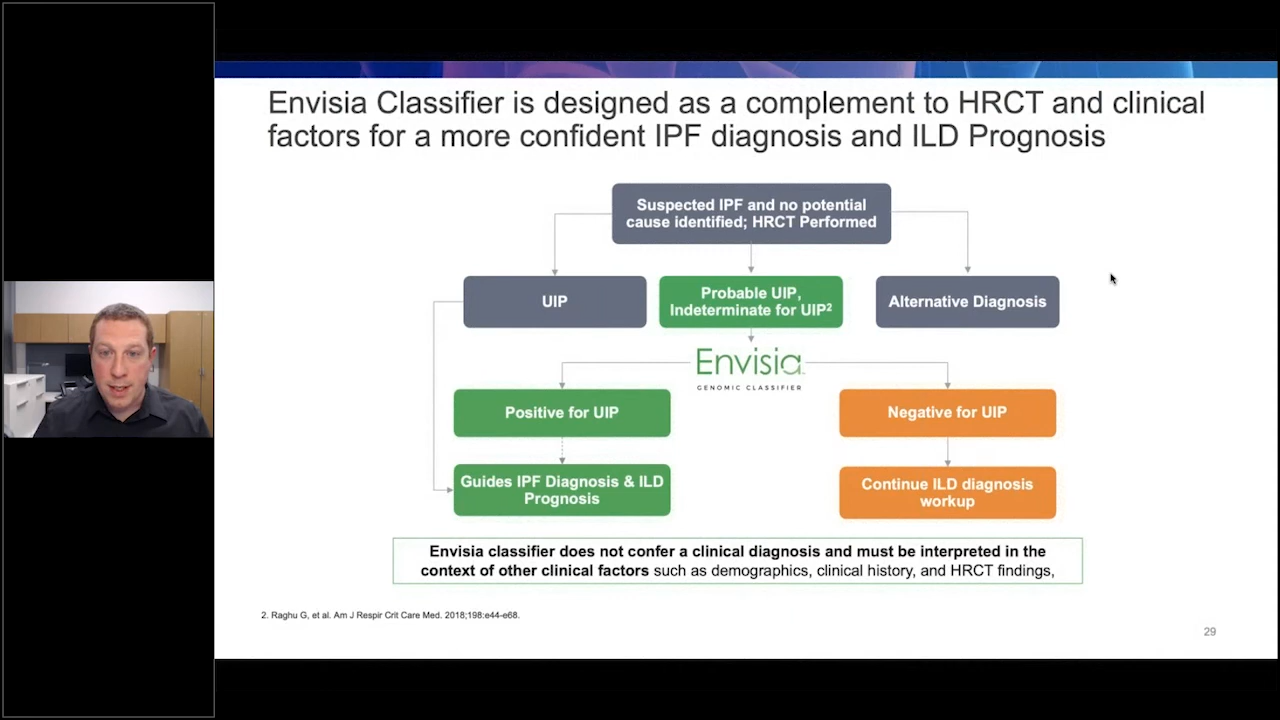 Envisia Classifier is designed as a complement to HRCT and clinical
factors for a more confident IPF diagnosis and ILD Prognosis
Suspected IPF and no potential
cause identified; HRCT Performed
UIP
Probable UIP,
Indeterminate for UIP²
Alternative Diagnosis
Envisia
GENOMIC CLASSIFIER
Positive for UIP
Negative for UIP
Guides IPF Diagnosis & ILD
Prognosis
Continue ILD diagnosis
workup
Envisia classifier does not confer a clinical diagnosis and must be interpreted in the
context of other clinical factors such as demographics, clinical history, and HRCT findings,
2. Raghu G, et al. Am J Respir Crit Care Med. 2018;198:e44-e68.
29